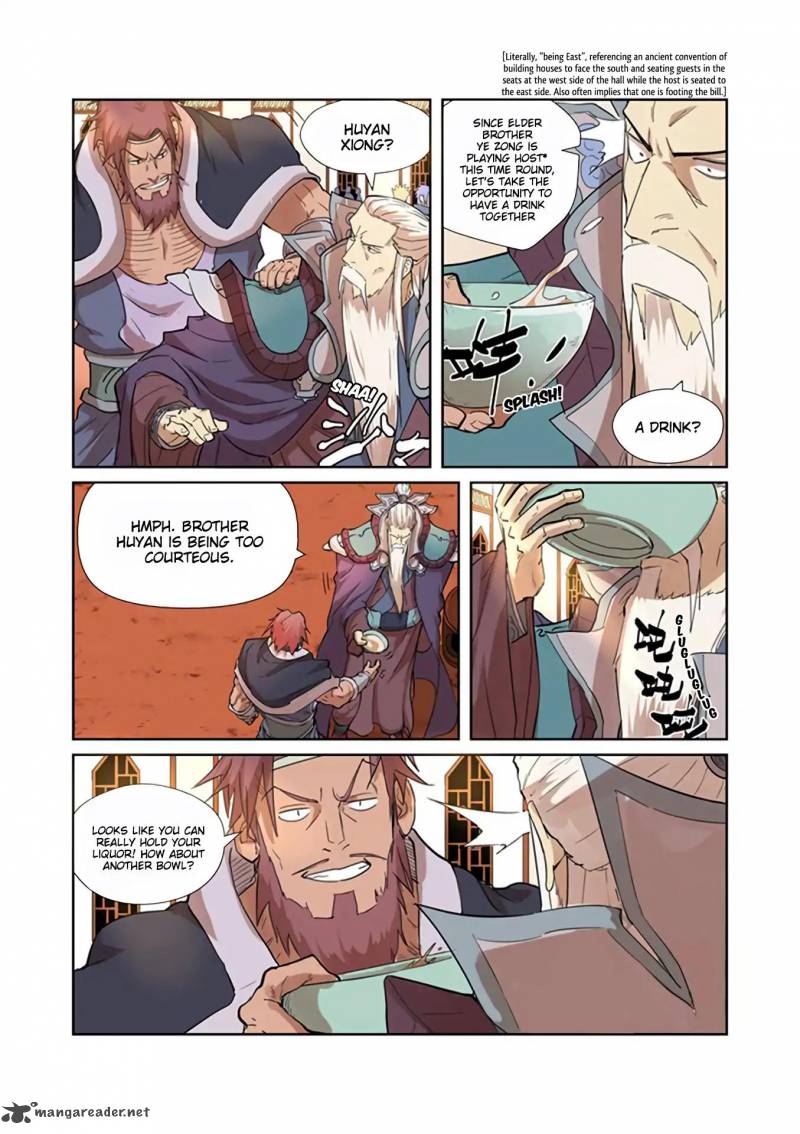 [Literally, "being East", referencing an ancient convention of
building houses to face the south and seating guests in the
seats at the west side of the hall while the host is seated to
the east side. Also often implies that one is footing the bill.]
HUYAN
XIONG?
SHAA!
SINCE ELDER
BROTHER
YE ZONG IS
PLAYING HOST*
THIS TIME ROUND,
LET'S TAKE THE
OPPORTUNITY TO
HAVE A DRINK
TOGETHER
SPLASH!
A DRINK?
HMPH. BROTHER
HUYAN IS BEING TOO
COURTEOUS.
GLUGLUGLUG
LOOKS LIKE YOU CAN
REALLY HOLD YOUR
LIQUOR! HOW ABOUT
ANOTHER BOWL?
mangareader.net